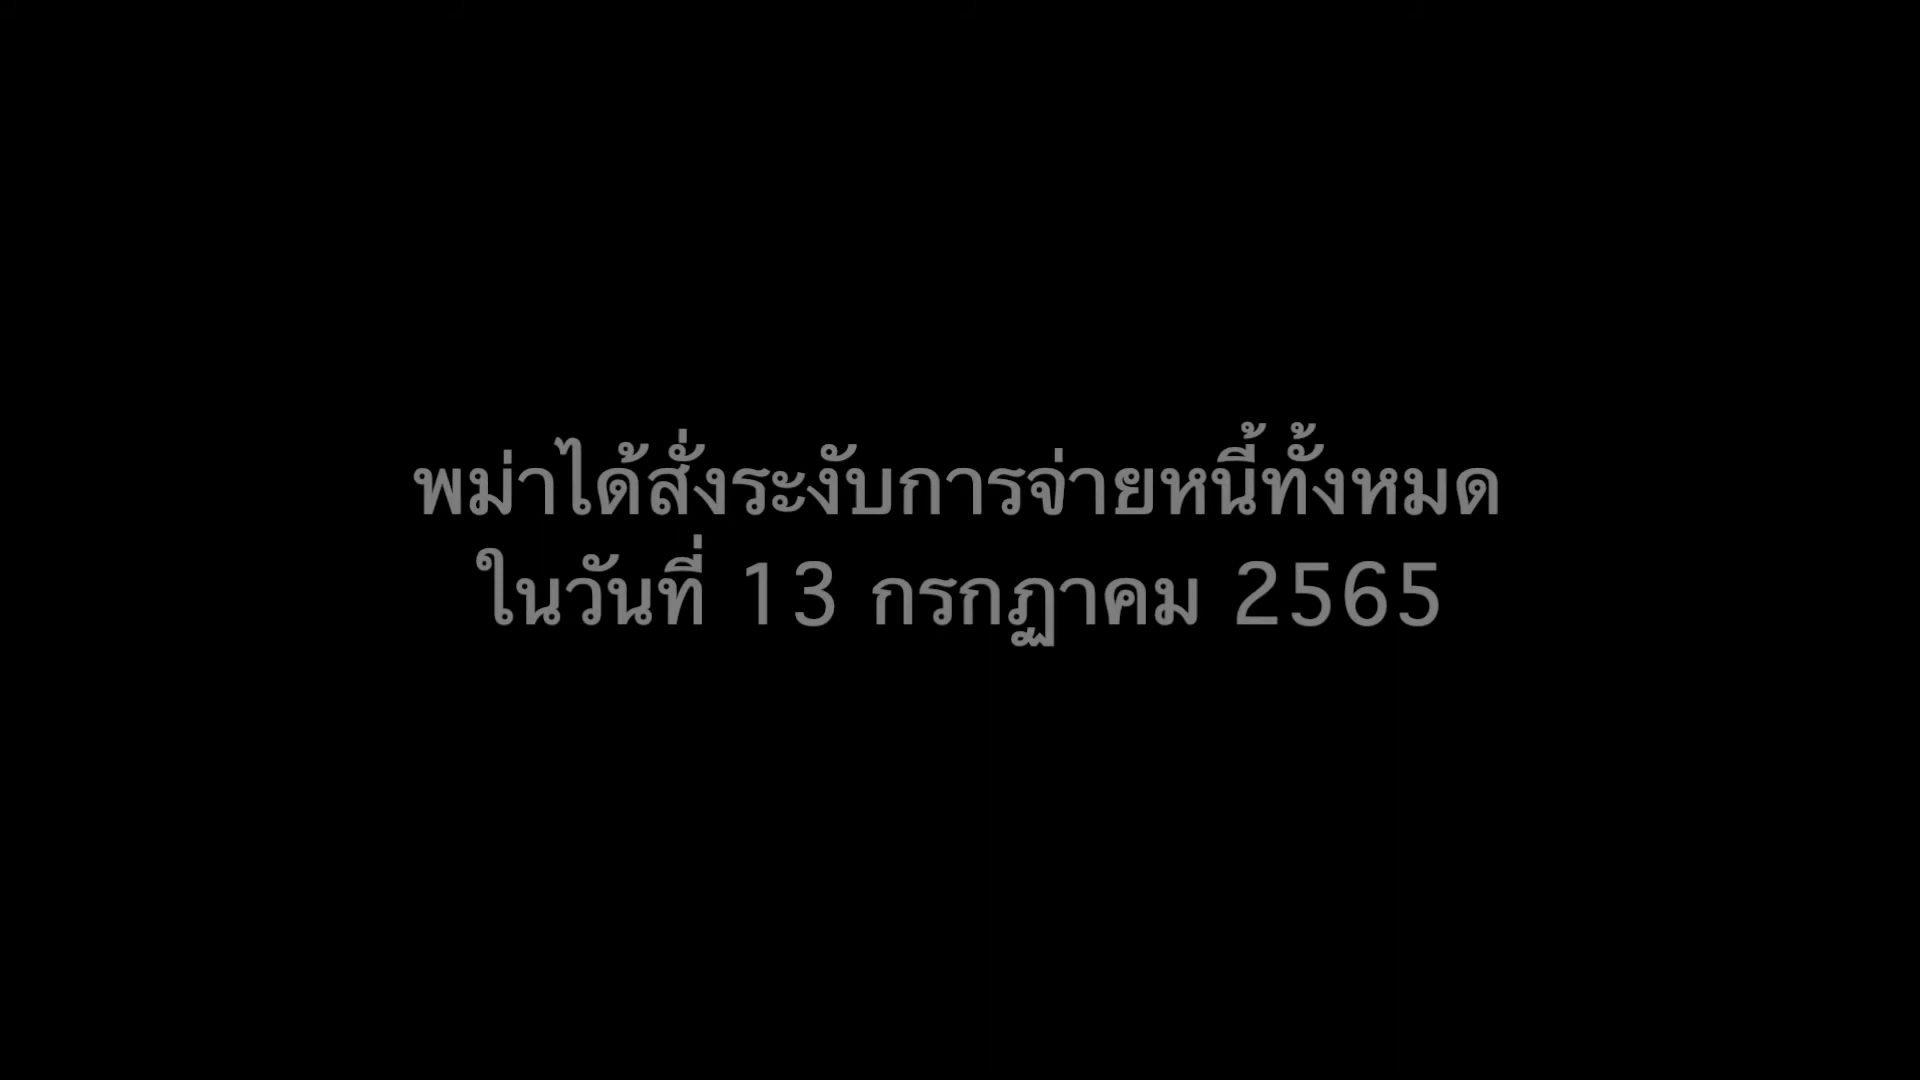 พม่าได้สั่งระงับการจ่ายหนี้ทั้งหมด
ในวันที่ 13 กรกฎาคม 2565